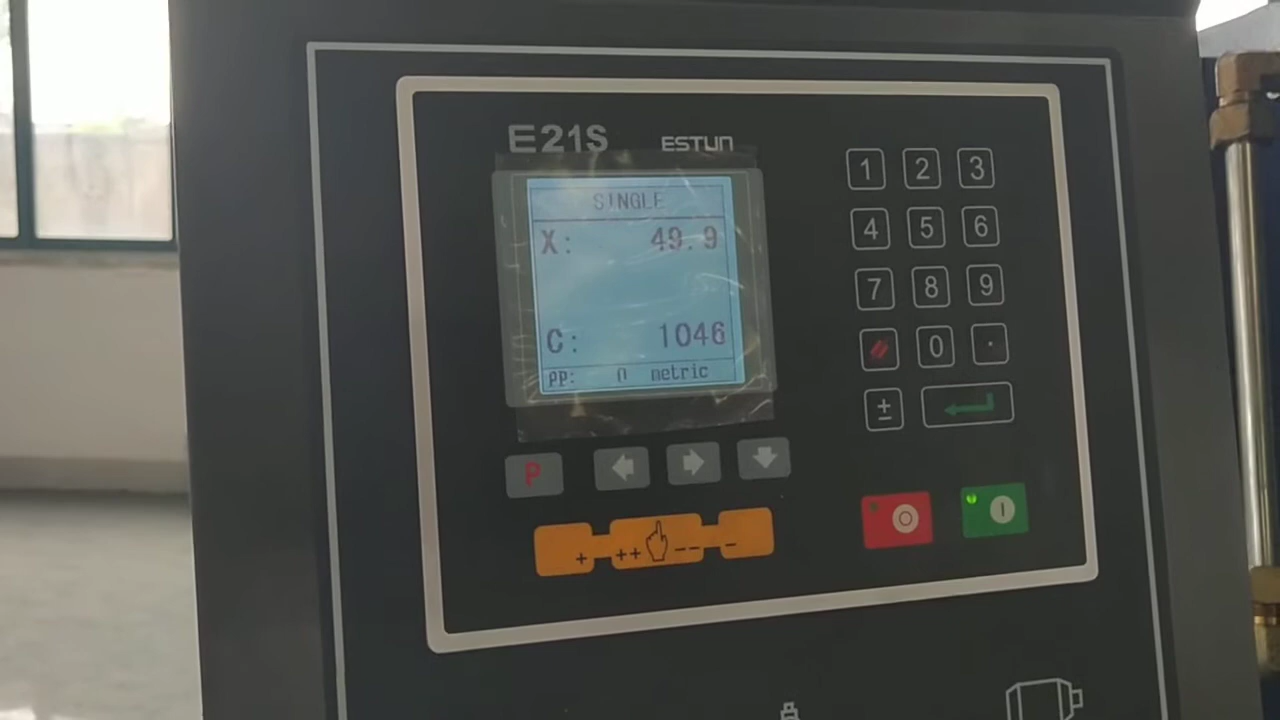 E21S ESTUN
SINGLE
X: 49.9
C: 1046
PP: 0 metric
1 2 3
4 5 6
7 8 9
0 .
±
P
+ ++ -- -
O I